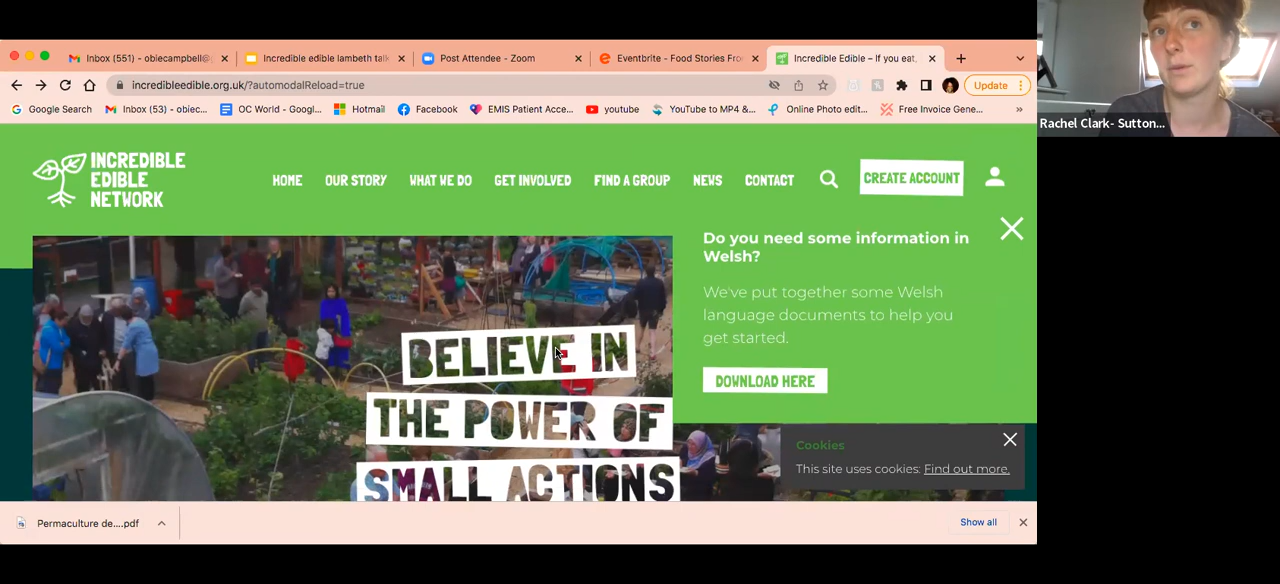 Inbox (551) - obiecampbell@
Incredible edible lambeth talk
Post Attendee - Zoom
Eventbrite - Food Stories Fro
Incredible Edible – If you eat,
incredibleedible.org.uk/?automodalReload=true
Update
Google Search
Inbox (53) - obiec...
OC World - Googl...
Hotmail
Facebook
EMIS Patient Acce...
youtube
YouTube to MP4 &...
Online Photo edit...
Free Invoice Gene...
»
Rachel Clark- Sutton...
INCREDIBLE
EDIBLE
NETWORK
HOME
OUR STORY
WHAT WE DO
GET INVOLVED
FIND A GROUP
NEWS
CONTACT
CREATE ACCOUNT
Do you need some information in
Welsh?
We've put together some Welsh
language documents to help you
get started.
DOWNLOAD HERE
BELIEVE IN
THE POWER OF
SMALL ACTIONS
Cookies
This site uses cookies: Find out more.
Permaculture de....pdf
Show all